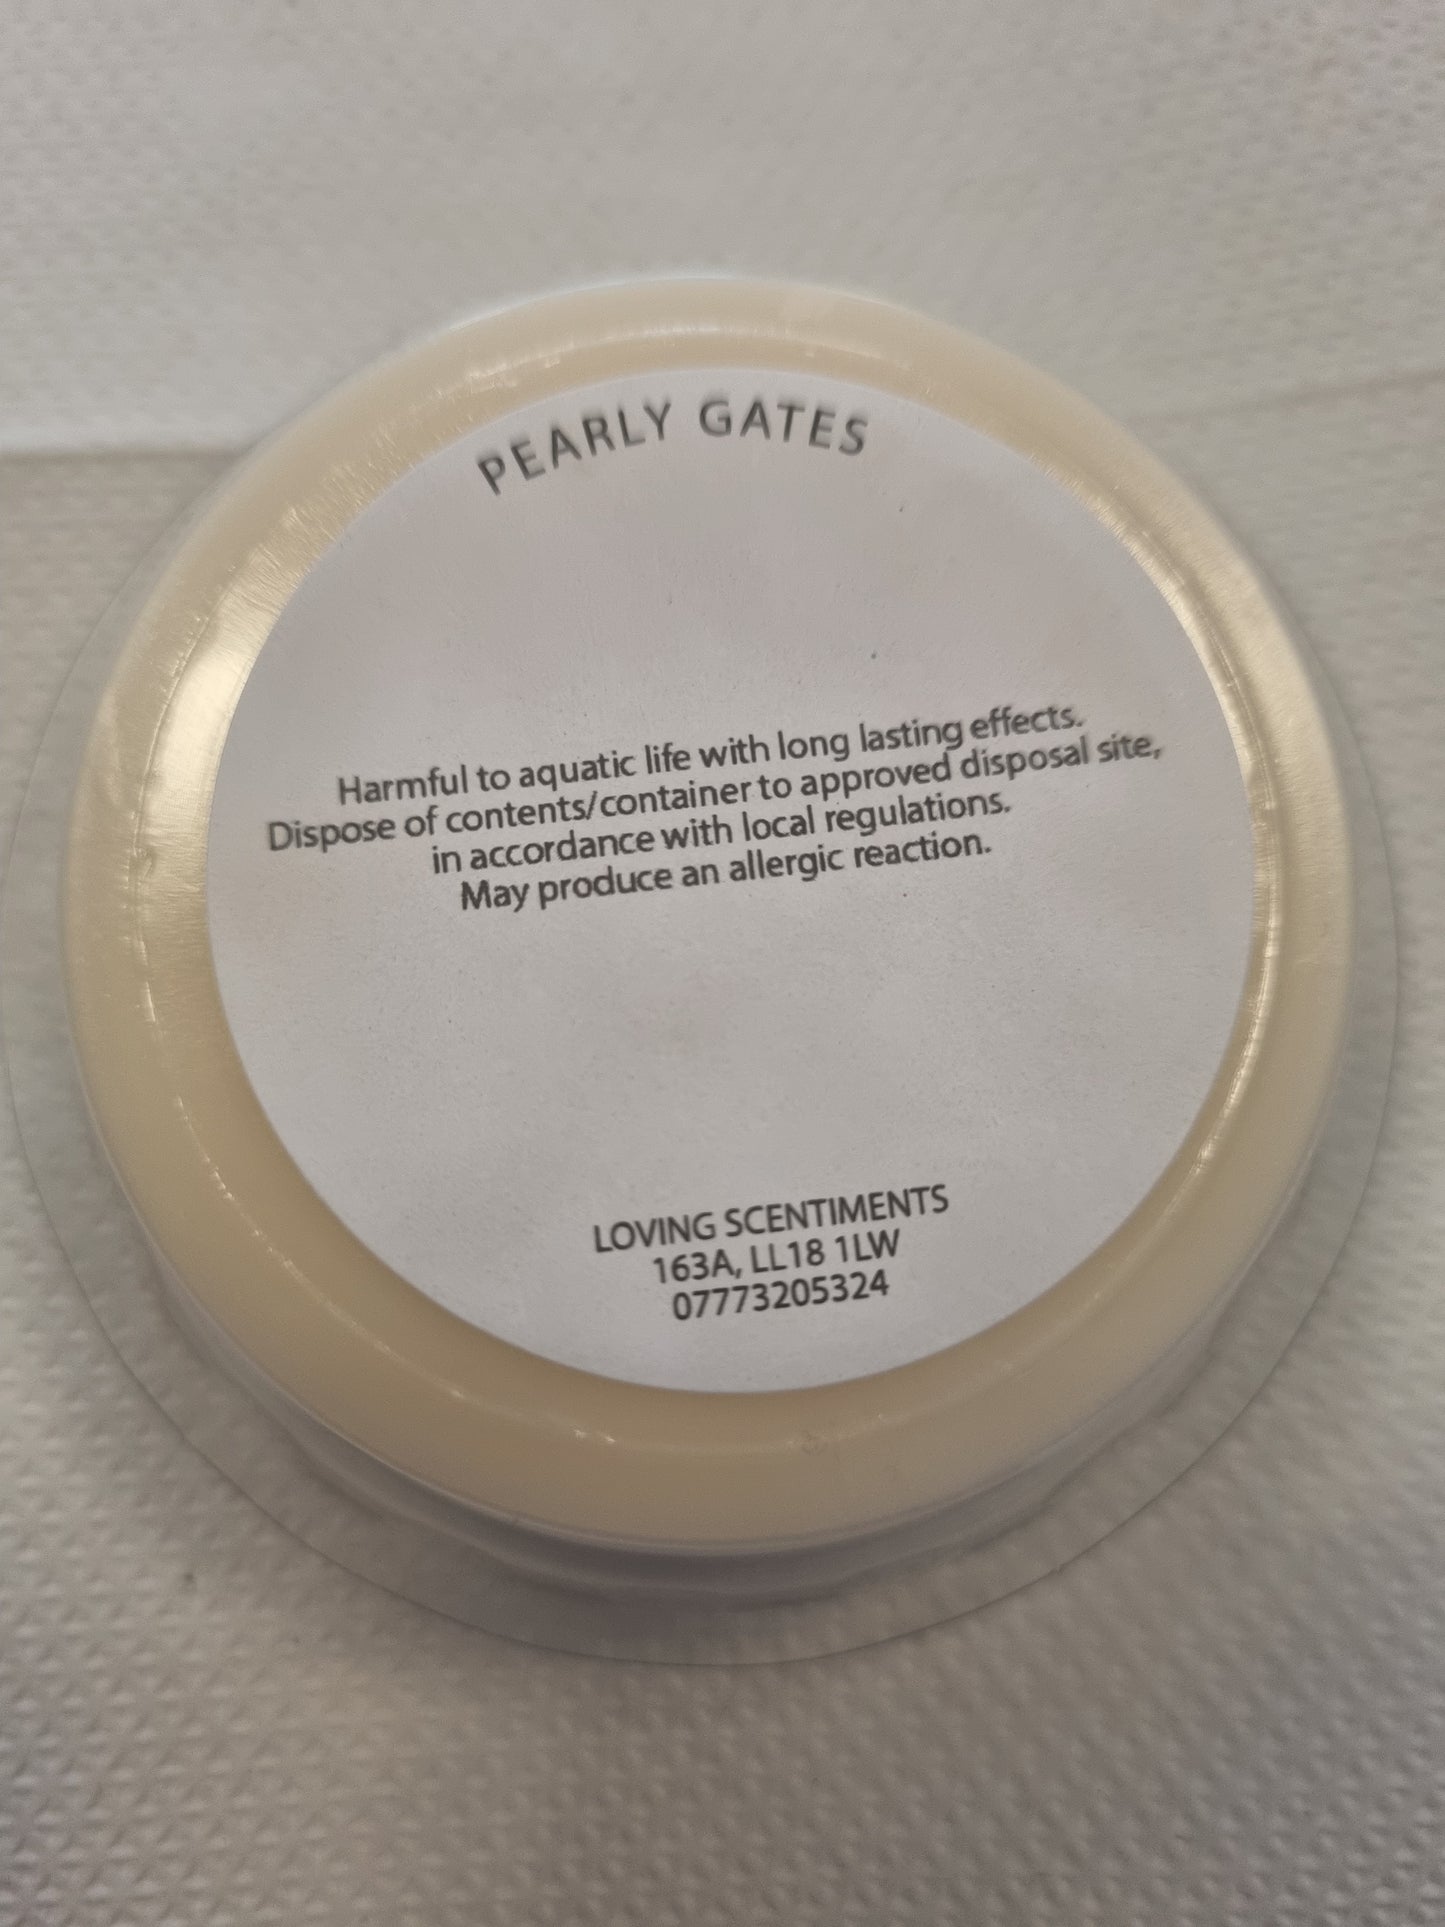 PEARLY GATES
Harmful to aquatic life with long lasting effects.
Dispose of contents/container to approved disposal site,
in accordance with local regulations.
May produce an allergic reaction.
LOVING SCENTIMENTS
163A, LL18 1LW
07773205324